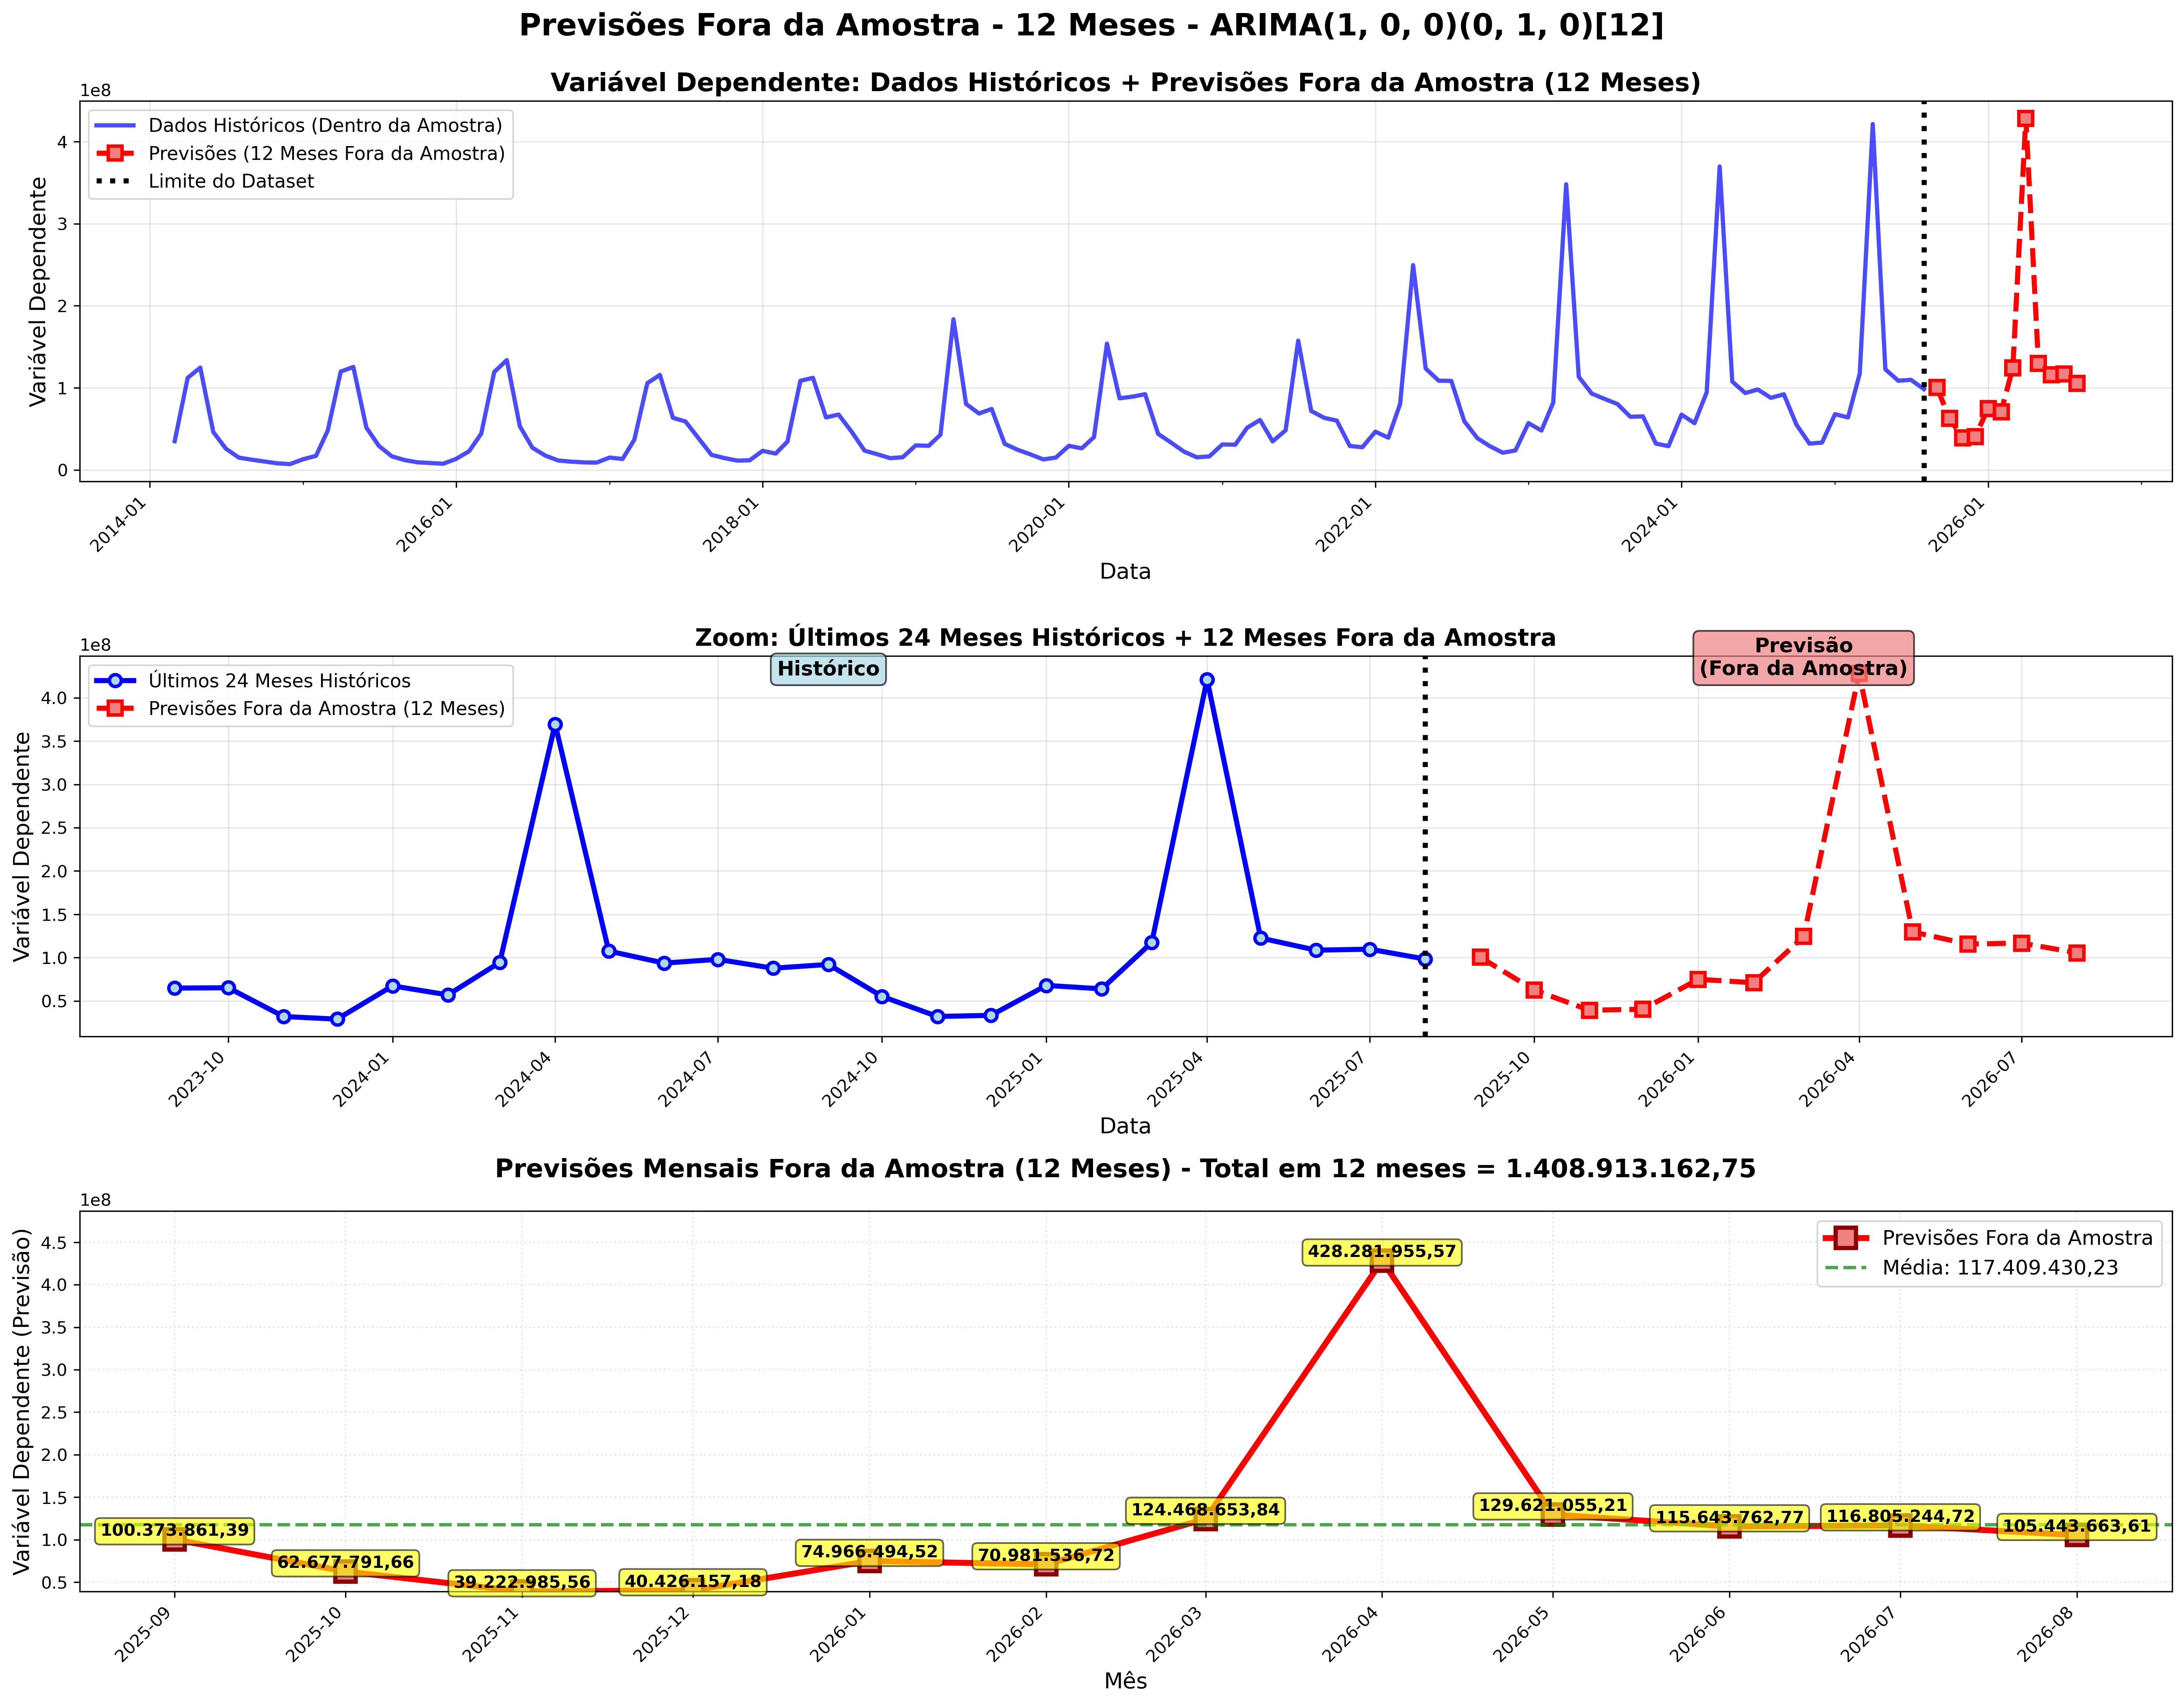 Previsões Fora da Amostra - 12 Meses - ARIMA(1, 0, 0)(0, 1, 0)[12]
Variável Dependente: Dados Históricos + Previsões Fora da Amostra (12 Meses)
1e8
Dados Históricos (Dentro da Amostra)
Previsões (12 Meses Fora da Amostra)
Limite do Dataset
Variável Dependente
4
3
2
1
0
2014-01
2016-01
2018-01
2020-01
2022-01
2024-01
2026-01
Data
Zoom: Últimos 24 Meses Históricos + 12 Meses Fora da Amostra
1e8
Últimos 24 Meses Históricos
Previsões Fora da Amostra (12 Meses)
Histórico
Previsão
(Fora da Amostra)
Variável Dependente
4.0
3.5
3.0
2.5
2.0
1.5
1.0
0.5
2023-10
2024-01
2024-04
2024-07
2024-10
2025-01
2025-04
2025-07
2025-10
2026-01
2026-04
2026-07
Data
Previsões Mensais Fora da Amostra (12 Meses) - Total em 12 meses = 1.408.913.162,75
1e8
Previsões Fora da Amostra
Média: 117.409.430,23
Variável Dependente (Previsão)
4.5
4.0
3.5
3.0
2.5
2.0
1.5
1.0
0.5
100.373.861,39
62.677.791,66
39.222.985,56
40.426.157,18
74.966.494,52
70.981.536,72
124.468.653,84
428.281.955,57
129.621.055,21
115.643.762,77
116.805.244,72
105.443.663,61
2025-09
2025-10
2025-11
2025-12
2026-01
2026-02
2026-03
2026-04
2026-05
2026-06
2026-07
2026-08
Mês